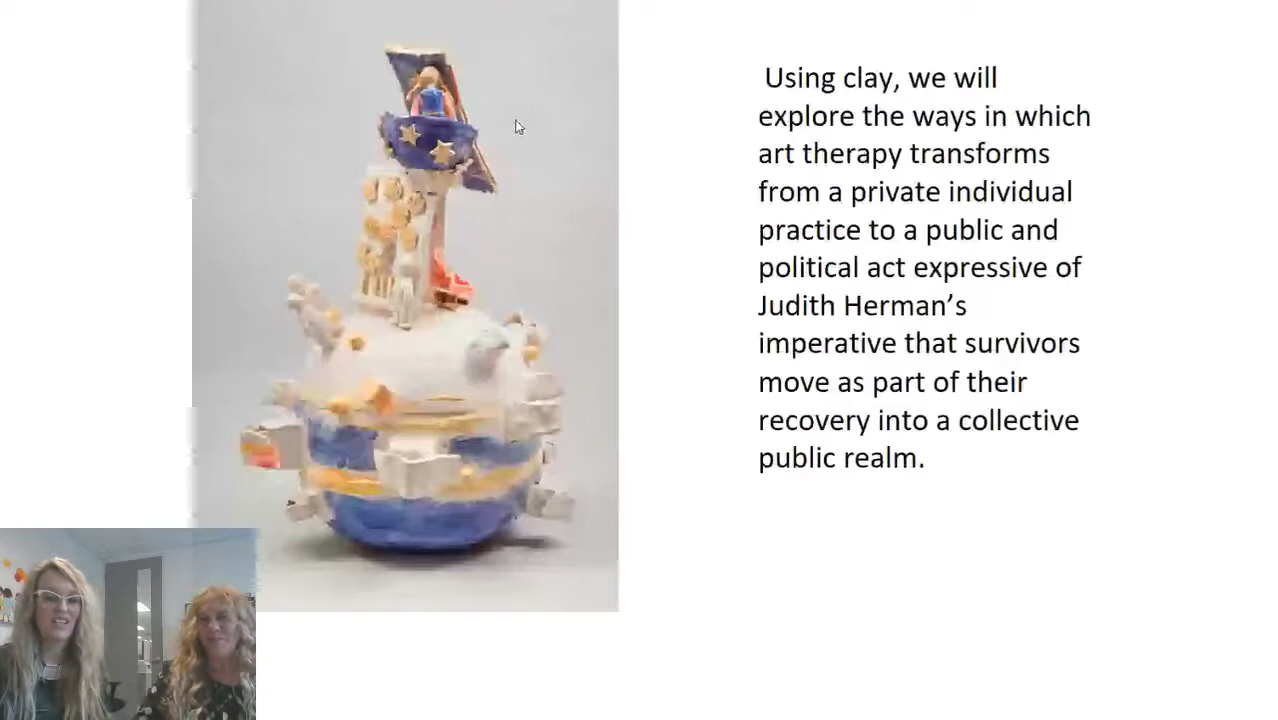 Using clay, we will
explore the ways in which
art therapy transforms
from a private individual
practice to a public and
political act expressive of
Judith Herman’s
imperative that survivors
move as part of their
recovery into a collective
public realm.